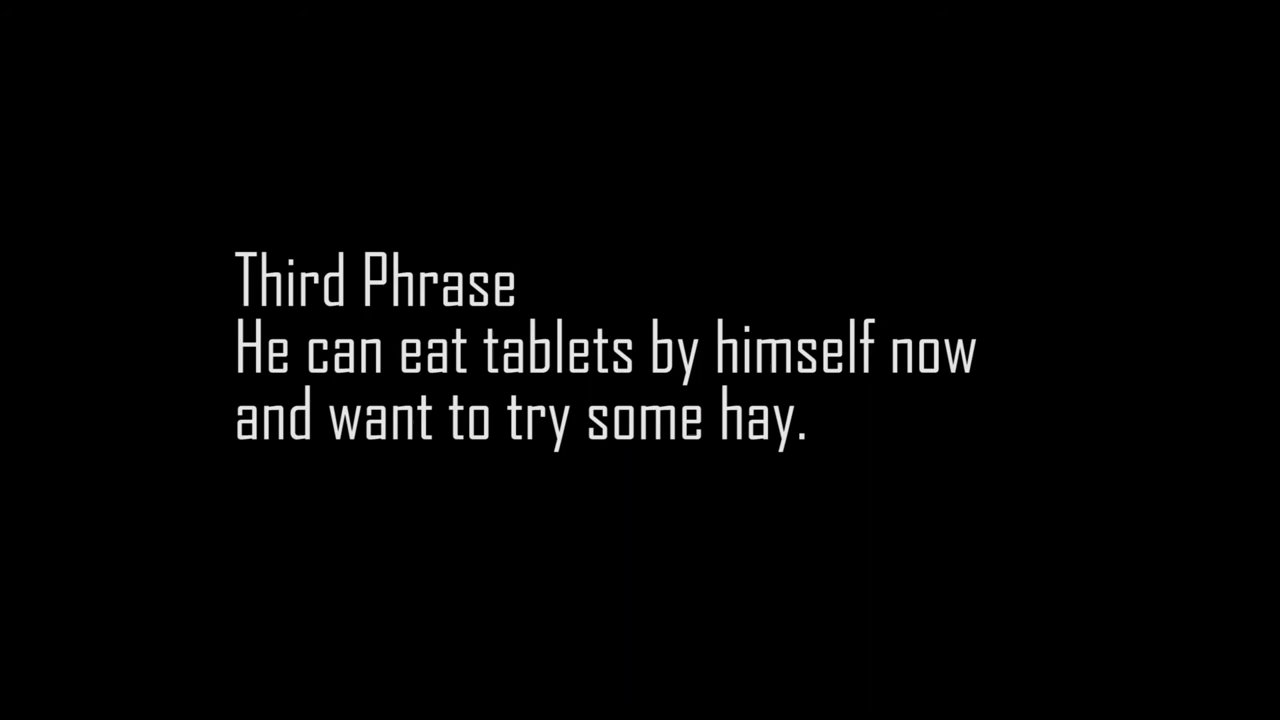 Third Phrase
He can eat tablets by himself now
and want to try some hay.